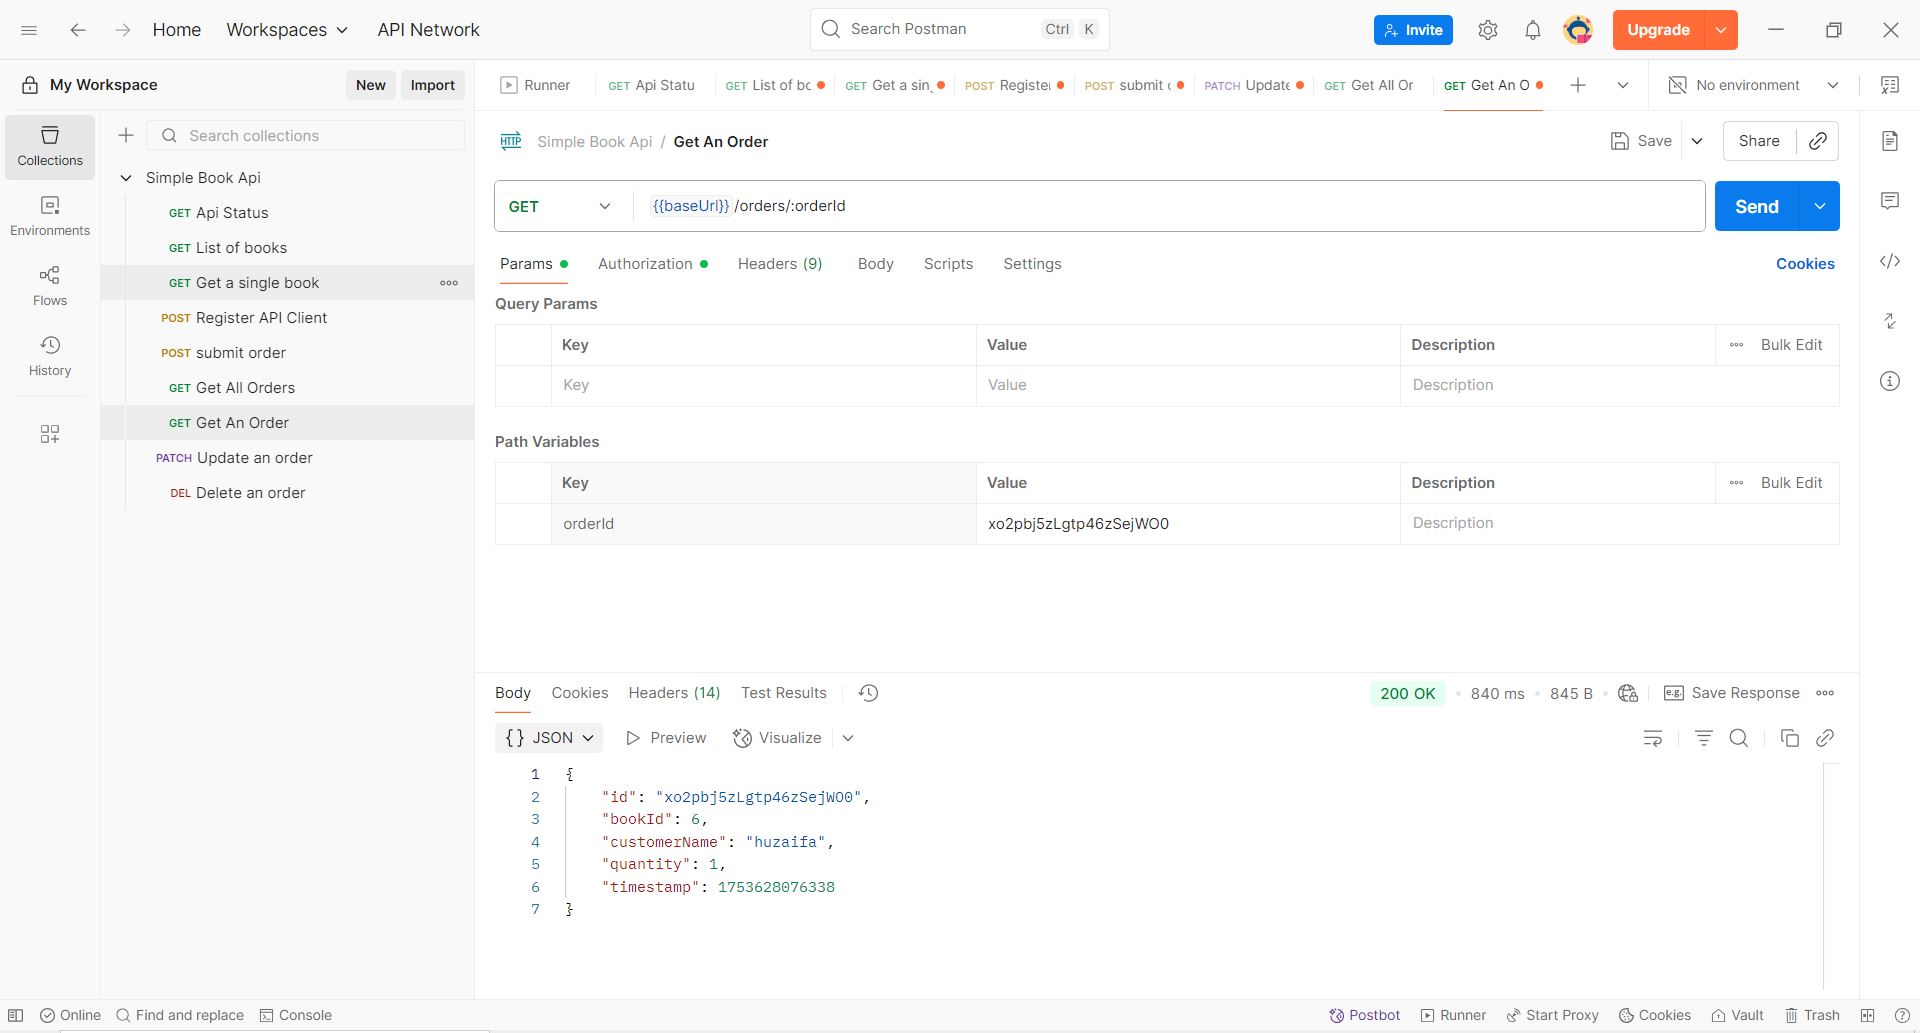 Home Workspaces API Network Search Postman Ctrl K Invite Upgrade
My Workspace New Import
Runner GET Api Statu GET List of bc GET Get a sin POST Register POST submit GET Get All Or GET Get An O No environment
PATCH Update
Collections
Environments
Flows
History
Search collections
Simple Book Api
GET Api Status
GET List of books
GET Get a single book
POST Register API Client
POST submit order
GET Get All Orders
GET Get An Order
PATCH Update an order
DEL Delete an order
HTTP Simple Book Api / Get An Order Save Share
GET {{baseUrl}}/orders/:orderId Send
Params Authorization Headers (9) Body Scripts Settings Cookies
Query Params
Key Value Description Bulk Edit
Key Value Description
Path Variables
Key Value Description Bulk Edit
orderId xo2pbj5zLgtp46zSejWO0 Description
Body Cookies Headers (14) Test Results 200 OK 840 ms 845 B e.g. Save Response
{} JSON Preview Visualize
1 {
2 "id": "xo2pbj5zLgtp46zSejWO0",
3 "bookId": 6,
4 "customerName": "huzaifa",
5 "quantity": 1,
6 "timestamp": 1753628076338
7 }
Online Find and replace Console Postbot Runner Start Proxy Cookies Vault Trash